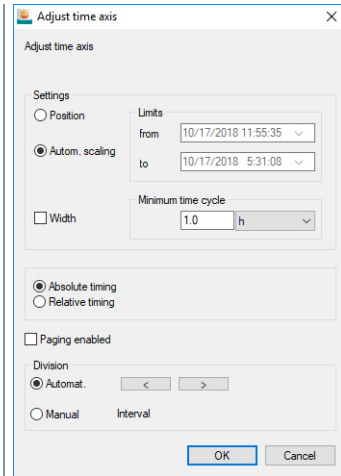 Adjust time axis
Adjust time axis
Settings
Position
Autom. scaling
Limits
from 10/17/2018 11:55:35
to 10/17/2018 5:31:08
Width
Minimum time cycle
1.0 h
Absolute timing
Relative timing
Paging enabled
Division
Automat. < >
Manual Interval
OK Cancel